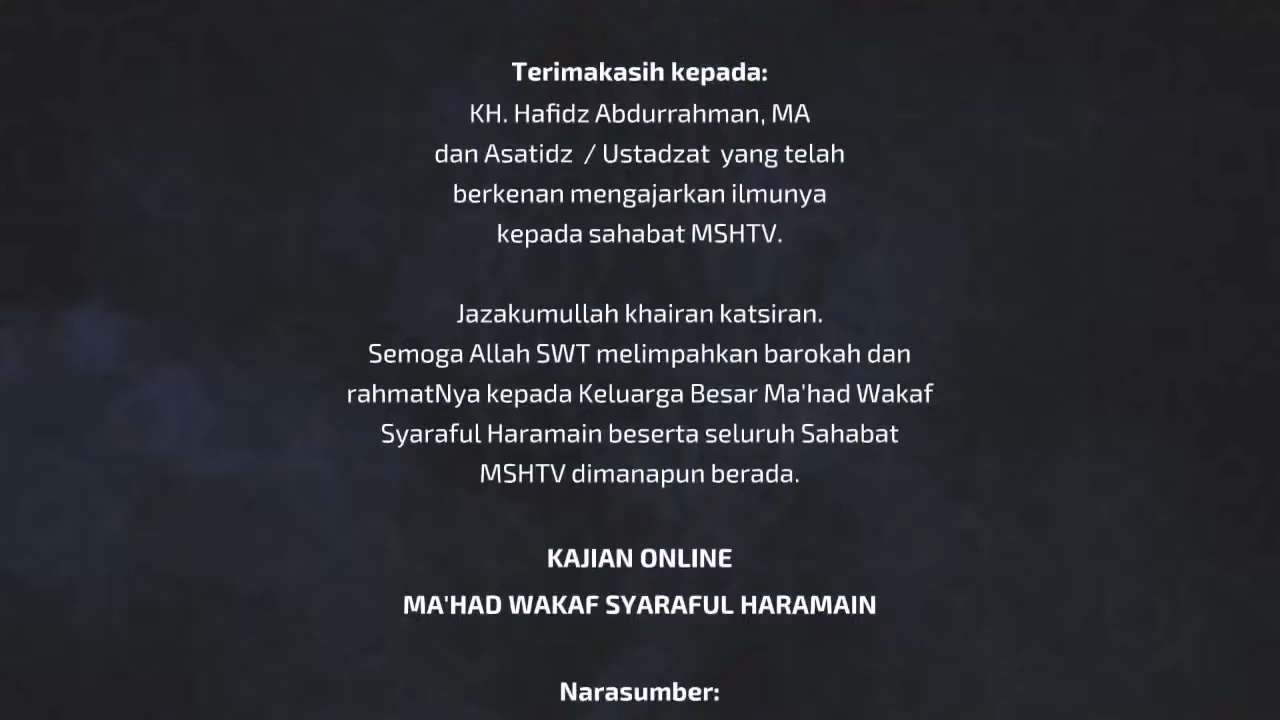 Terimakasih kepada:
KH. Hafidz Abdurrahman, MA
dan Asatidz / Ustadzat yang telah
berkenan mengajarkan ilmunya
kepada sahabat MSHTV.
Jazakumullah khairan katsiran.
Semoga Allah SWT melimpahkan barokah dan
rahmatNya kepada Keluarga Besar Ma'had Wakaf
Syaraful Haramain beserta seluruh Sahabat
MSHTV dimanapun berada.
KAJIAN ONLINE
MA'HAD WAKAF SYARAFUL HARAMAIN
Narasumber: